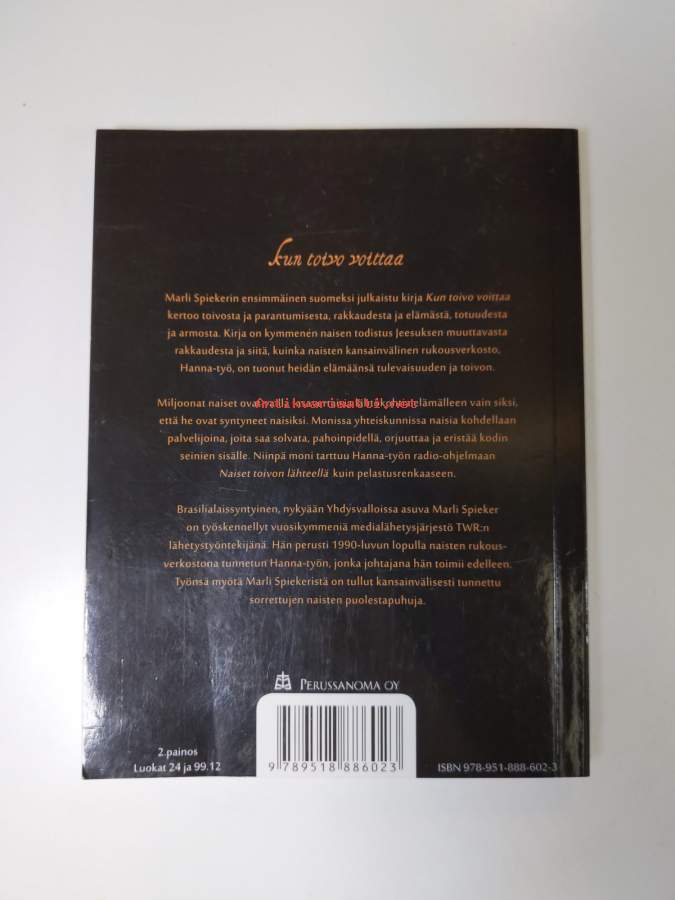 kun toivo voittaa
Marli Spiekerin ensimmäinen suomeksi julkaistu kirja Kun toivo voittaa
kertoo toivosta ja parantumisesta, rakkaudesta ja elämästä, totuudesta
ja armosta. Kirja on kymmenen naisen todistus Jeesuksen muuttavasta
rakkaudesta ja siitä, kuinka naisten kansainvälinen rukousverkosto,
Hanna-työ, on tuonut heidän elämäänsä tulevaisuuden ja toivon.
Miljoonat naiset ovat elämälleen vain siksi,
että he ovat syntyneet naisiksi. Monissa yhteiskunnissa naisia kohdellaan
palvelijoina, joita saa solvata, pahoinpidellä, orjuuttaa ja eristää kodin
seinien sisälle. Niinpä moni tarttuu Hanna-työn radio-ohjelmaan
Naiset toivon lähteellä kuin pelastusrenkaaseen.
Brasilialaissyntyinen, nykyään Yhdysvalloissa asuva Marli Spieker
on työskennellyt vuosikymmeniä medialähetysjärjestö TWR:n
lähetystyöntekijänä. Hän perusti 1990-luvun lopulla naisten rukous-
verkostona tunnetun Hanna-työn, jonka johtajana hän toimii edelleen.
Työnsä myötä Marli Spiekeristä on tullut kansainvälisesti tunnettu
sorrettujen naisten puolestapuhuja.
PERUSSANOMA OY
2.painos
Luokat 24 ja 99.12
9 789518 886023
ISBN 978-951-888-602-3